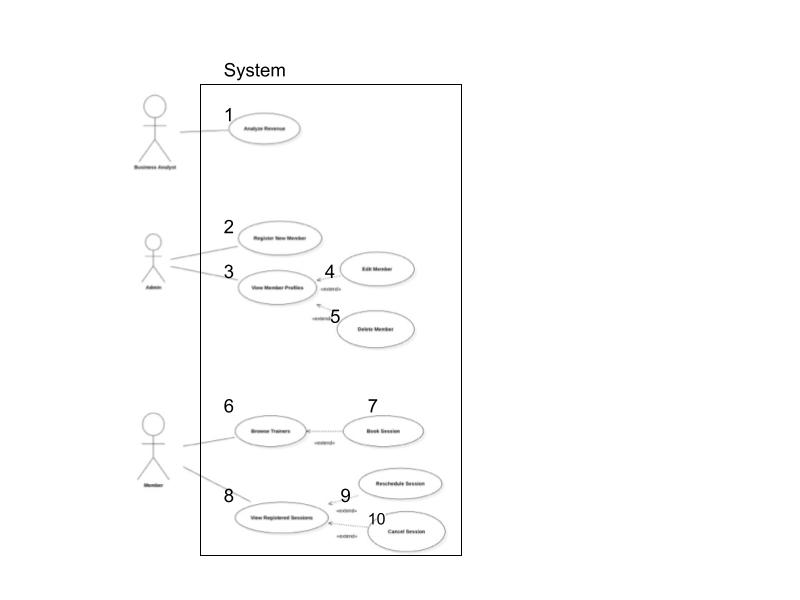 System
1
Analyze Revenue
Business Analyst
2
Register New Member
3
4
Edit Member
View Member Profiles
«extend»
Admin
«extend»
5
Delete Member
6
7
Browse Trainers
Book Session
«extend»
Member
Reschedule Session
8
9
«extend»
View Registered Sessions
10
Cancel Session
«extend»